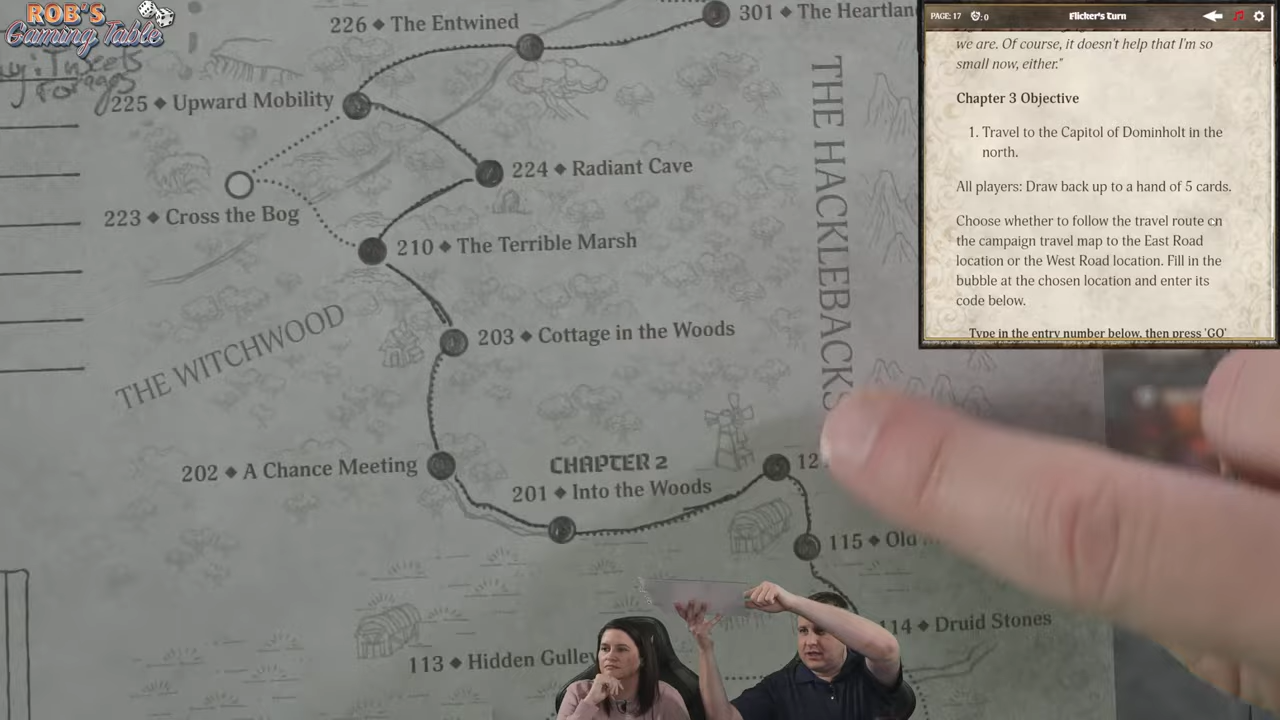 ROB'S
Gaming Table
226 ◆ The Entwined
301 ◆ The Heartlan
225 ◆ Upward Mobility
224 ◆ Radiant Cave
223 ◆ Cross the Bog
210 ◆ The Terrible Marsh
THE HACKLEBACKS
THE WITCHWOOD
203 ◆ Cottage in the Woods
202 ◆ A Chance Meeting
CHAPTER 2
201 ◆ Into the Woods
12
115 ◆ Old
114 ◆ Druid Stones
113 ◆ Hidden Gulley
PAGE: 17
:0
Flicker's Turn
we are. Of course, it doesn't help that I'm so
small now, either."
Chapter 3 Objective
1. Travel to the Capitol of Dominholt in the
north.
All players: Draw back up to a hand of 5 cards.
Choose whether to follow the travel route on
the campaign travel map to the East Road
location or the West Road location. Fill in the
bubble at the chosen location and enter its
code below.
Type in the entry number below, then press 'GO'